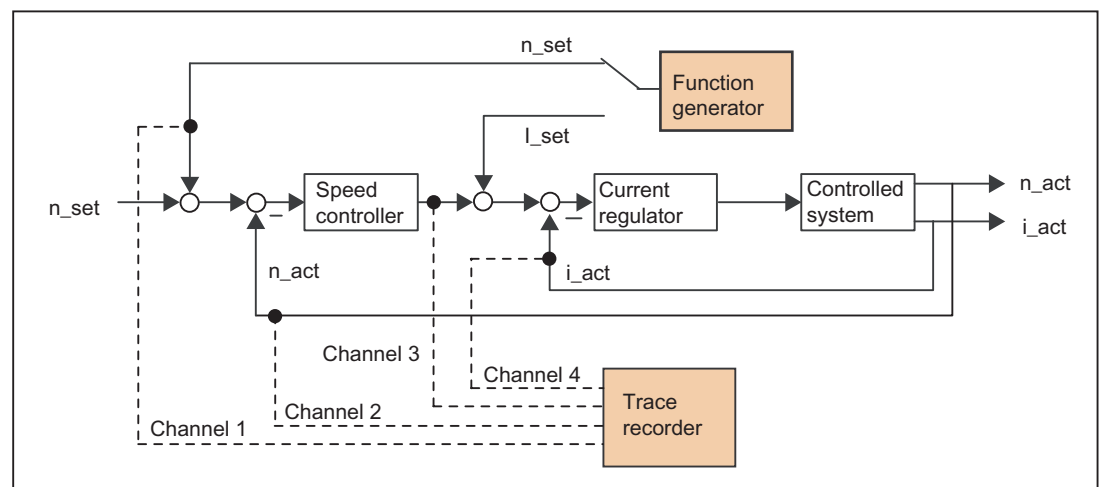 n_set
Function
generator
I_set
n_set
Speed
controller
Current
regulator
Controlled
system
n_act
i_act
n_act
i_act
Channel 3
Channel 4
Channel 2
Channel 1
Trace
recorder